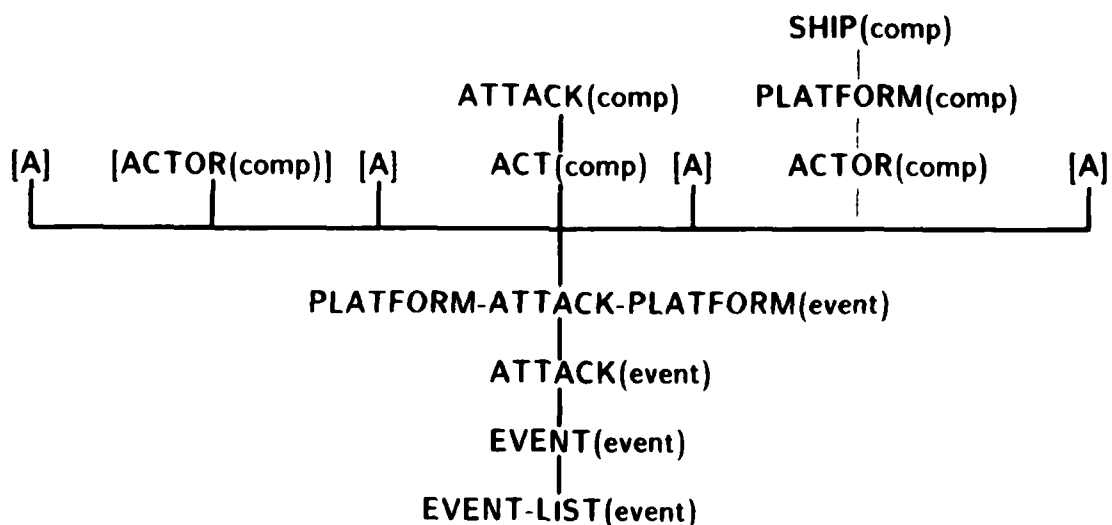 SHIP(comp)
ATTACK(comp) PLATFORM(comp)
[A] [ACTOR(comp)] [A] ACT(comp) [A] ACTOR(comp) [A]
PLATFORM-ATTACK-PLATFORM(event)
ATTACK(event)
EVENT(event)
EVENT-LIST(event)